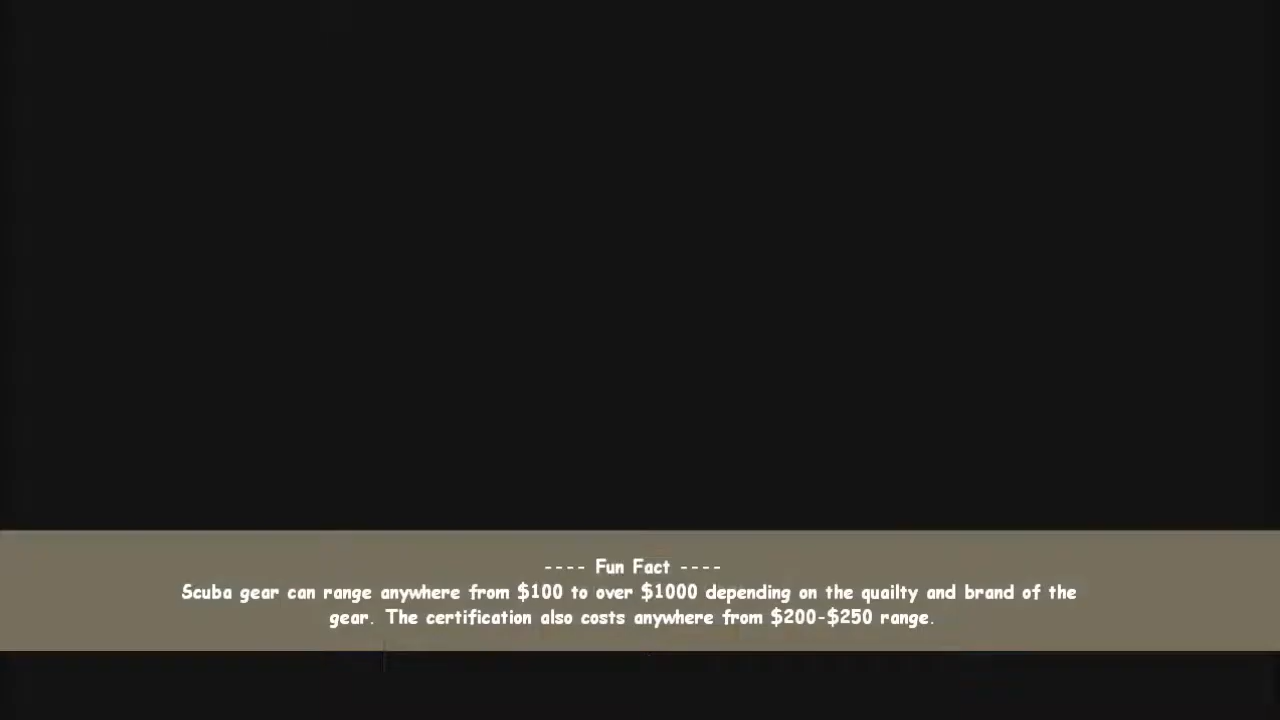 ---- Fun Fact ----
Scuba gear can range anywhere from $100 to over $1000 depending on the quailty and brand of the
gear. The certification also costs anywhere from $200-$250 range.